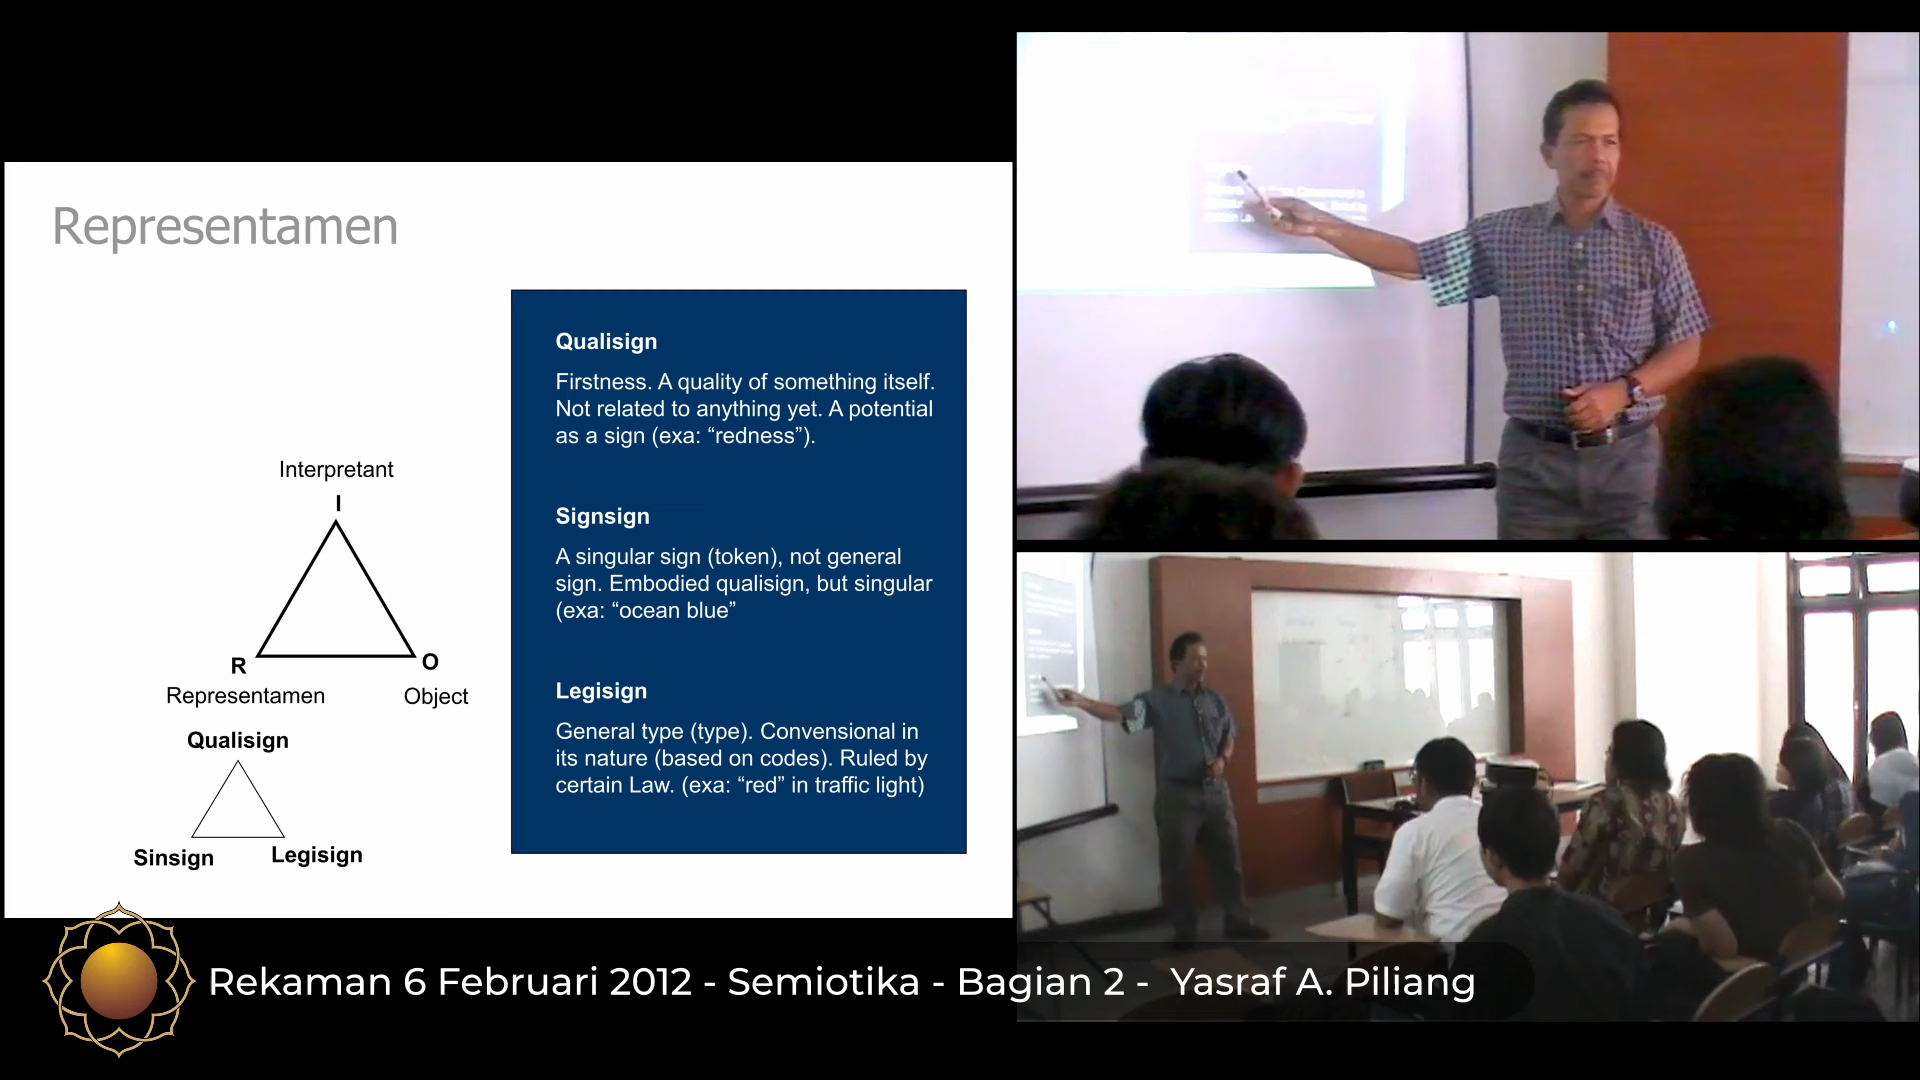 Representamen
Qualisign
Firstness. A quality of something itself.
Not related to anything yet. A potential
as a sign (exa: “redness”).
Signsign
A singular sign (token), not general
sign. Embodied qualisign, but singular
(exa: “ocean blue”
Legisign
General type (type). Convensional in
its nature (based on codes). Ruled by
certain Law. (exa: “red” in traffic light)
Interpretant
I
R
O
Representamen
Object
Qualisign
Sinsign
Legisign
Rekaman 6 Februari 2012 - Semiotika - Bagian 2 - Yasraf A. Piliang